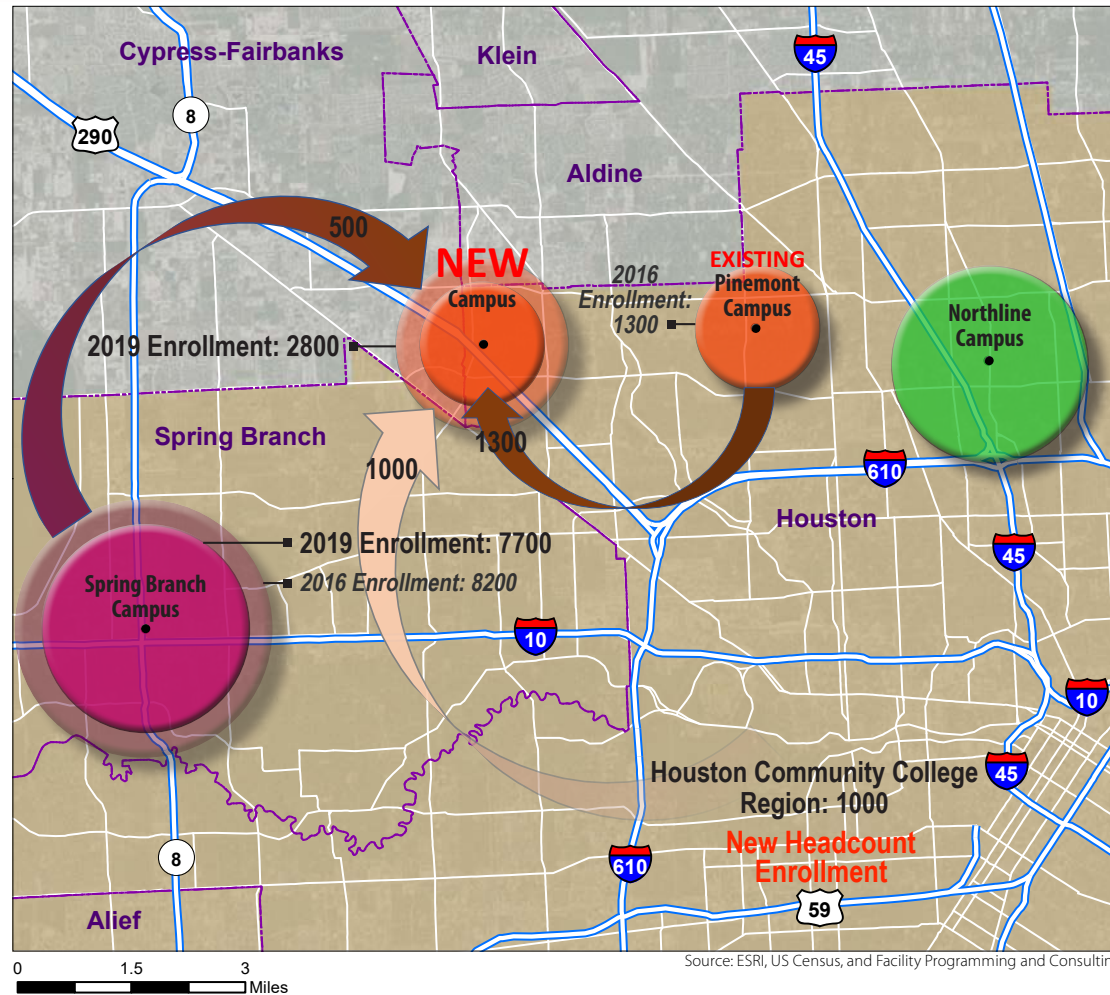 Cypress-Fairbanks
Klein
45
8
290
Aldine
500
NEW
Campus
EXISTING
Pinemont
Campus
2016
Enrollment:
1300
Northline
Campus
2019 Enrollment: 2800
Spring Branch
1000
1300
610
Houston
2019 Enrollment: 7700
2016 Enrollment: 8200
Spring Branch
Campus
45
10
10
Houston Community College
Region: 1000
45
New Headcount
Enrollment
8
610
59
Alief
Source: ESRI, US Census, and Facility Programming and Consultin
0 1.5 3
Miles